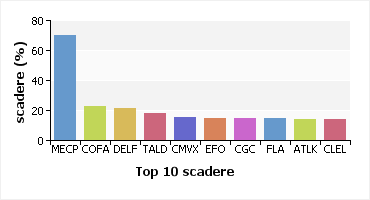 scadere (%)
80
60
40
20
0
MECP COFA DELF TALD CMVX EFO CGC FLA ATLK CLEL
Top 10 scadere